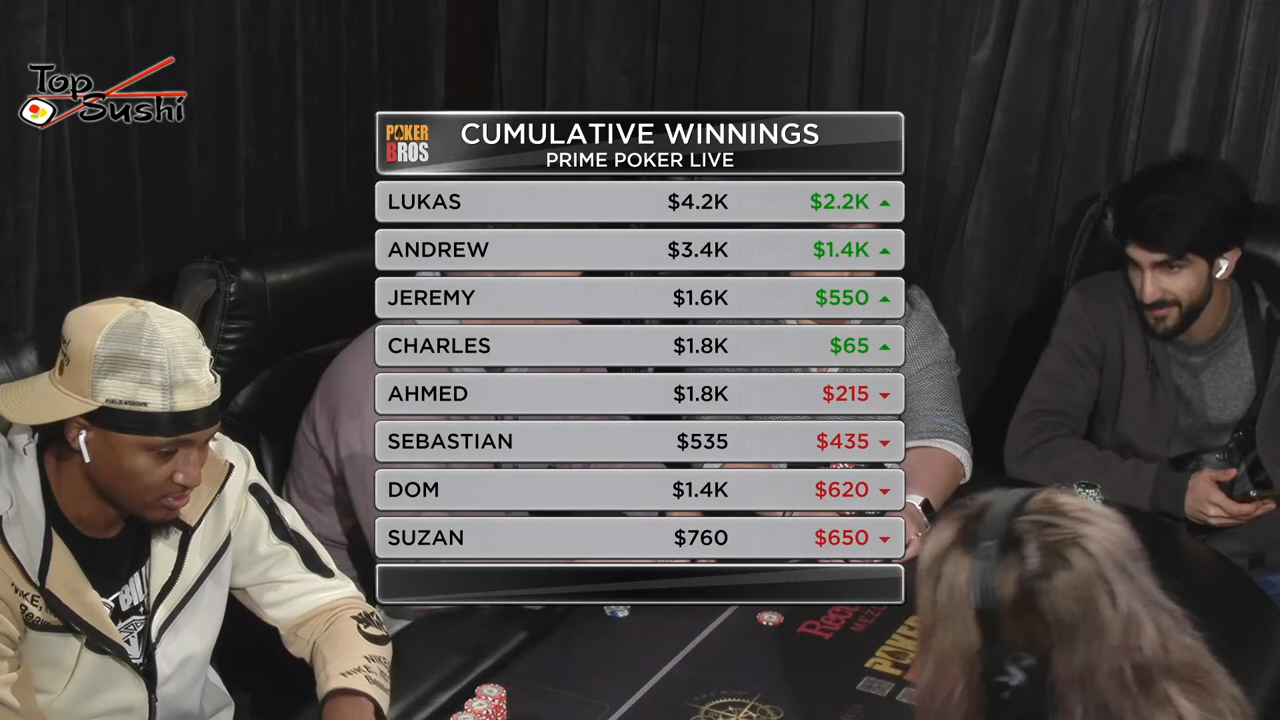 Top
Sushi
POKER
BROS
CUMULATIVE WINNINGS
PRIME POKER LIVE
LUKAS $4.2K $2.2K
ANDREW $3.4K $1.4K
JEREMY $1.6K $550
CHARLES $1.8K $65
AHMED $1.8K $215
SEBASTIAN $535 $435
DOM $1.4K $620
SUZAN $760 $650
NIKE